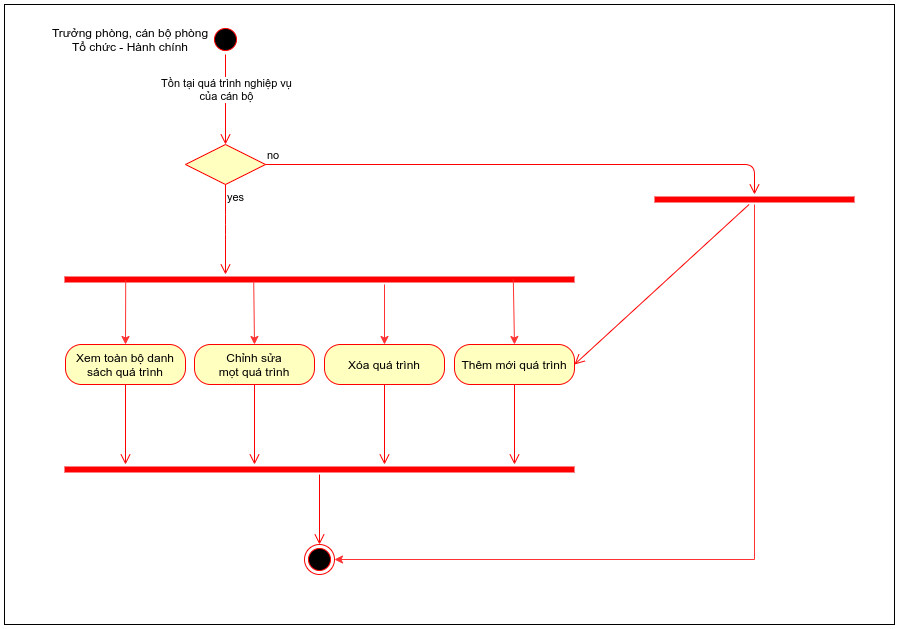 Trưởng phòng, cán bộ phòng
Tổ chức - Hành chính
Tồn tại quá trình nghiệp vụ
của cán bộ
no
yes
Xem toàn bộ danh
sách quá trình
Chỉnh sửa
mọt quá trình
Xóa quá trình
Thêm mới quá trình